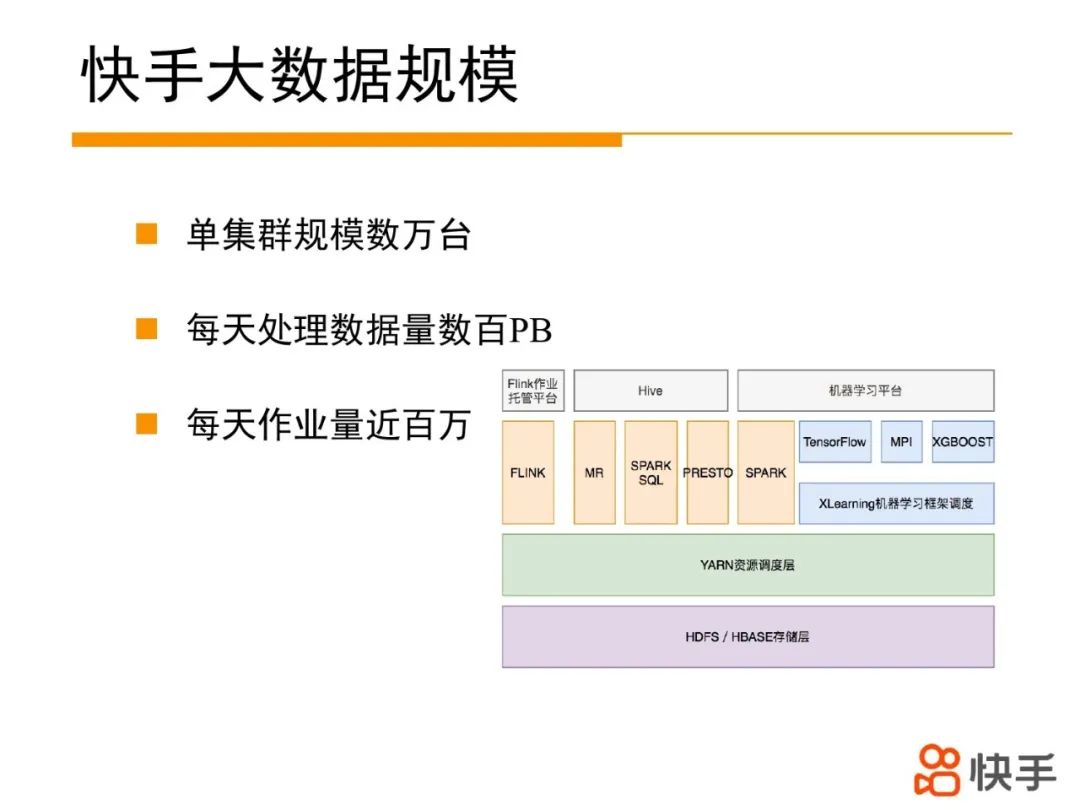 快手大数据规模
单集群规模数万台
每天处理数据量数百PB
每天作业量近百万
Flink作业
托管平台
Hive
机器学习平台
FLINK
MR
SPARK
SQL
PRESTO
SPARK
TensorFlow
MPI
XGBOOST
XLearning机器学习框架调度
YARN资源调度层
HDFS / HBASE存储层
快手